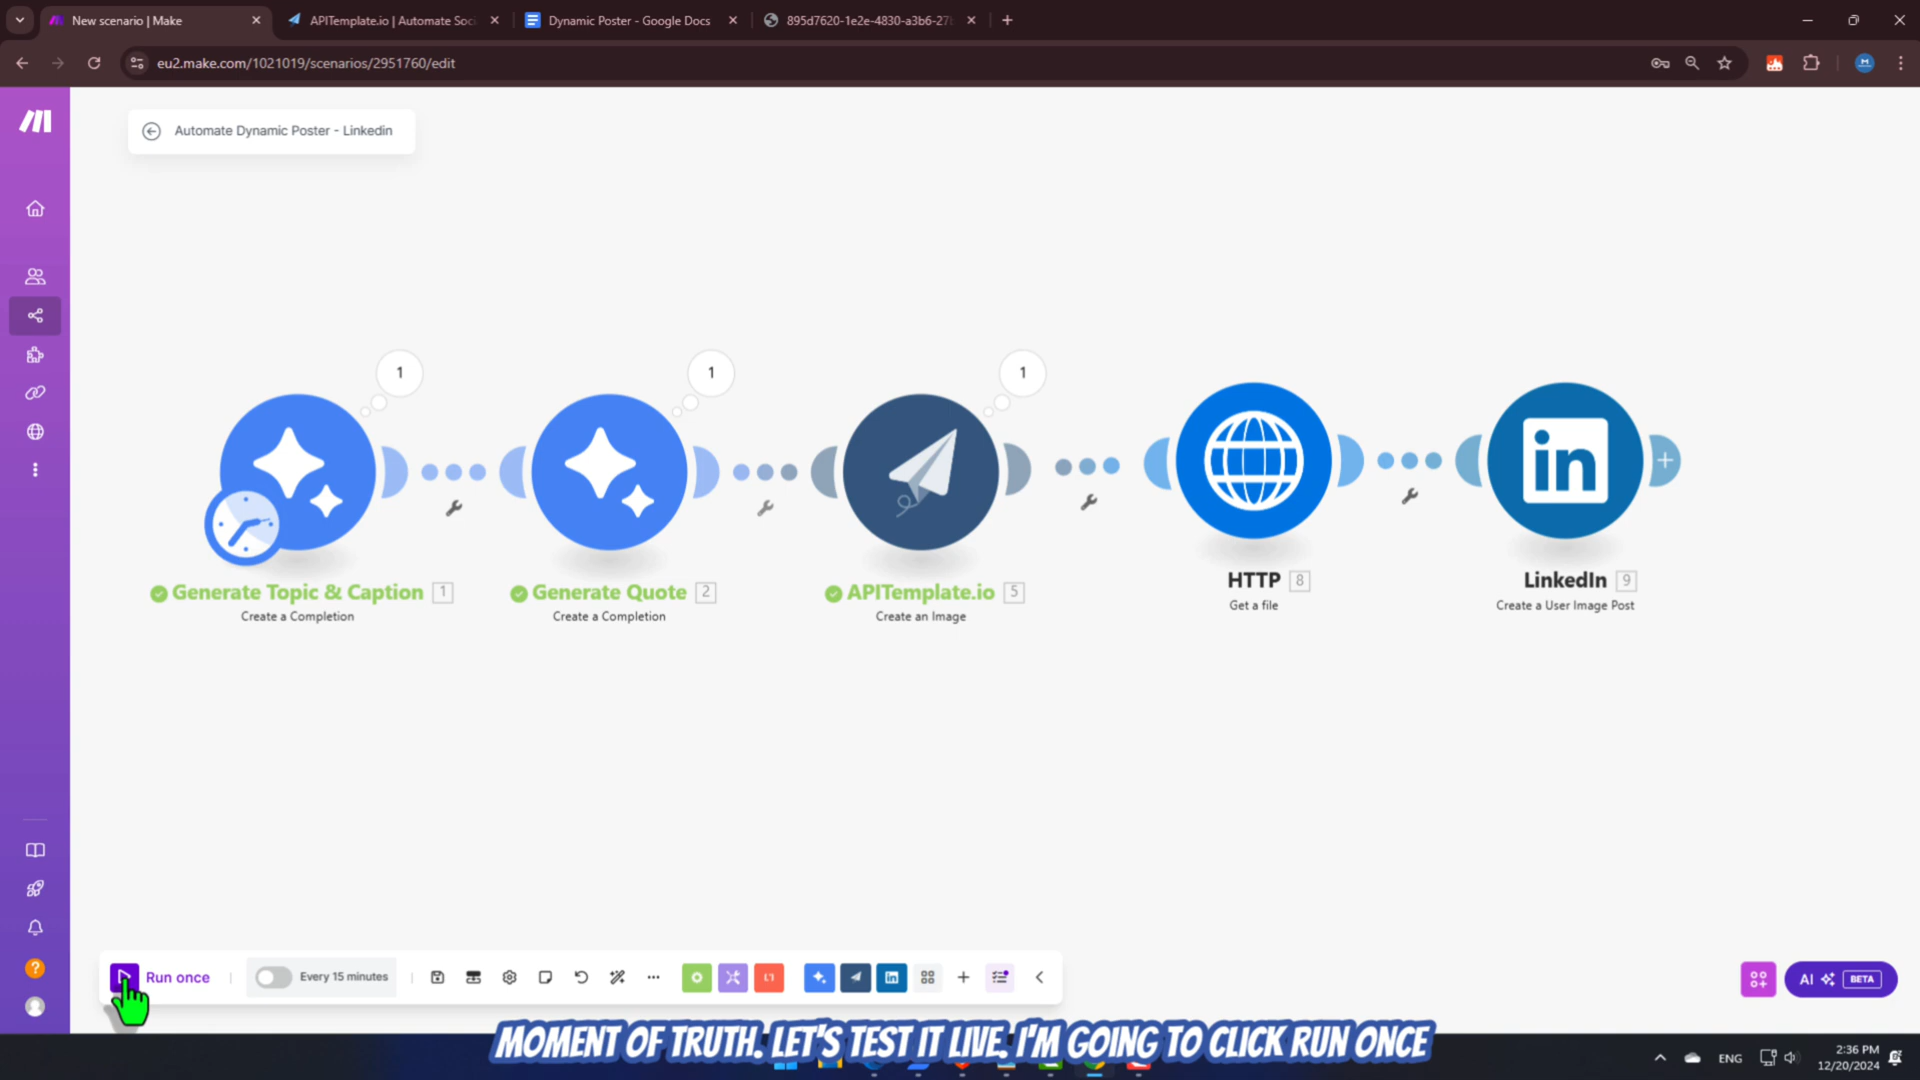 New scenario | Make
APITemplate.io | Automate Soci
Dynamic Poster - Google Docs
895d7620-1e2e-4830-a3b6-27
eu2.make.com/1021019/scenarios/2951760/edit
Automate Dynamic Poster - Linkedin
1
1
1
Generate Topic & Caption 1
Create a Completion
Generate Quote 2
Create a Completion
APITemplate.io 5
Create an Image
HTTP 8
Get a file
in
LinkedIn 9
Create a User Image Post
Run once
Every 15 minutes
AI BETA
MOMENT OF TRUTH. LET'S TEST IT LIVE. I'M GOING TO CLICK RUN ONCE
ENG
2:36 PM
12/20/2024